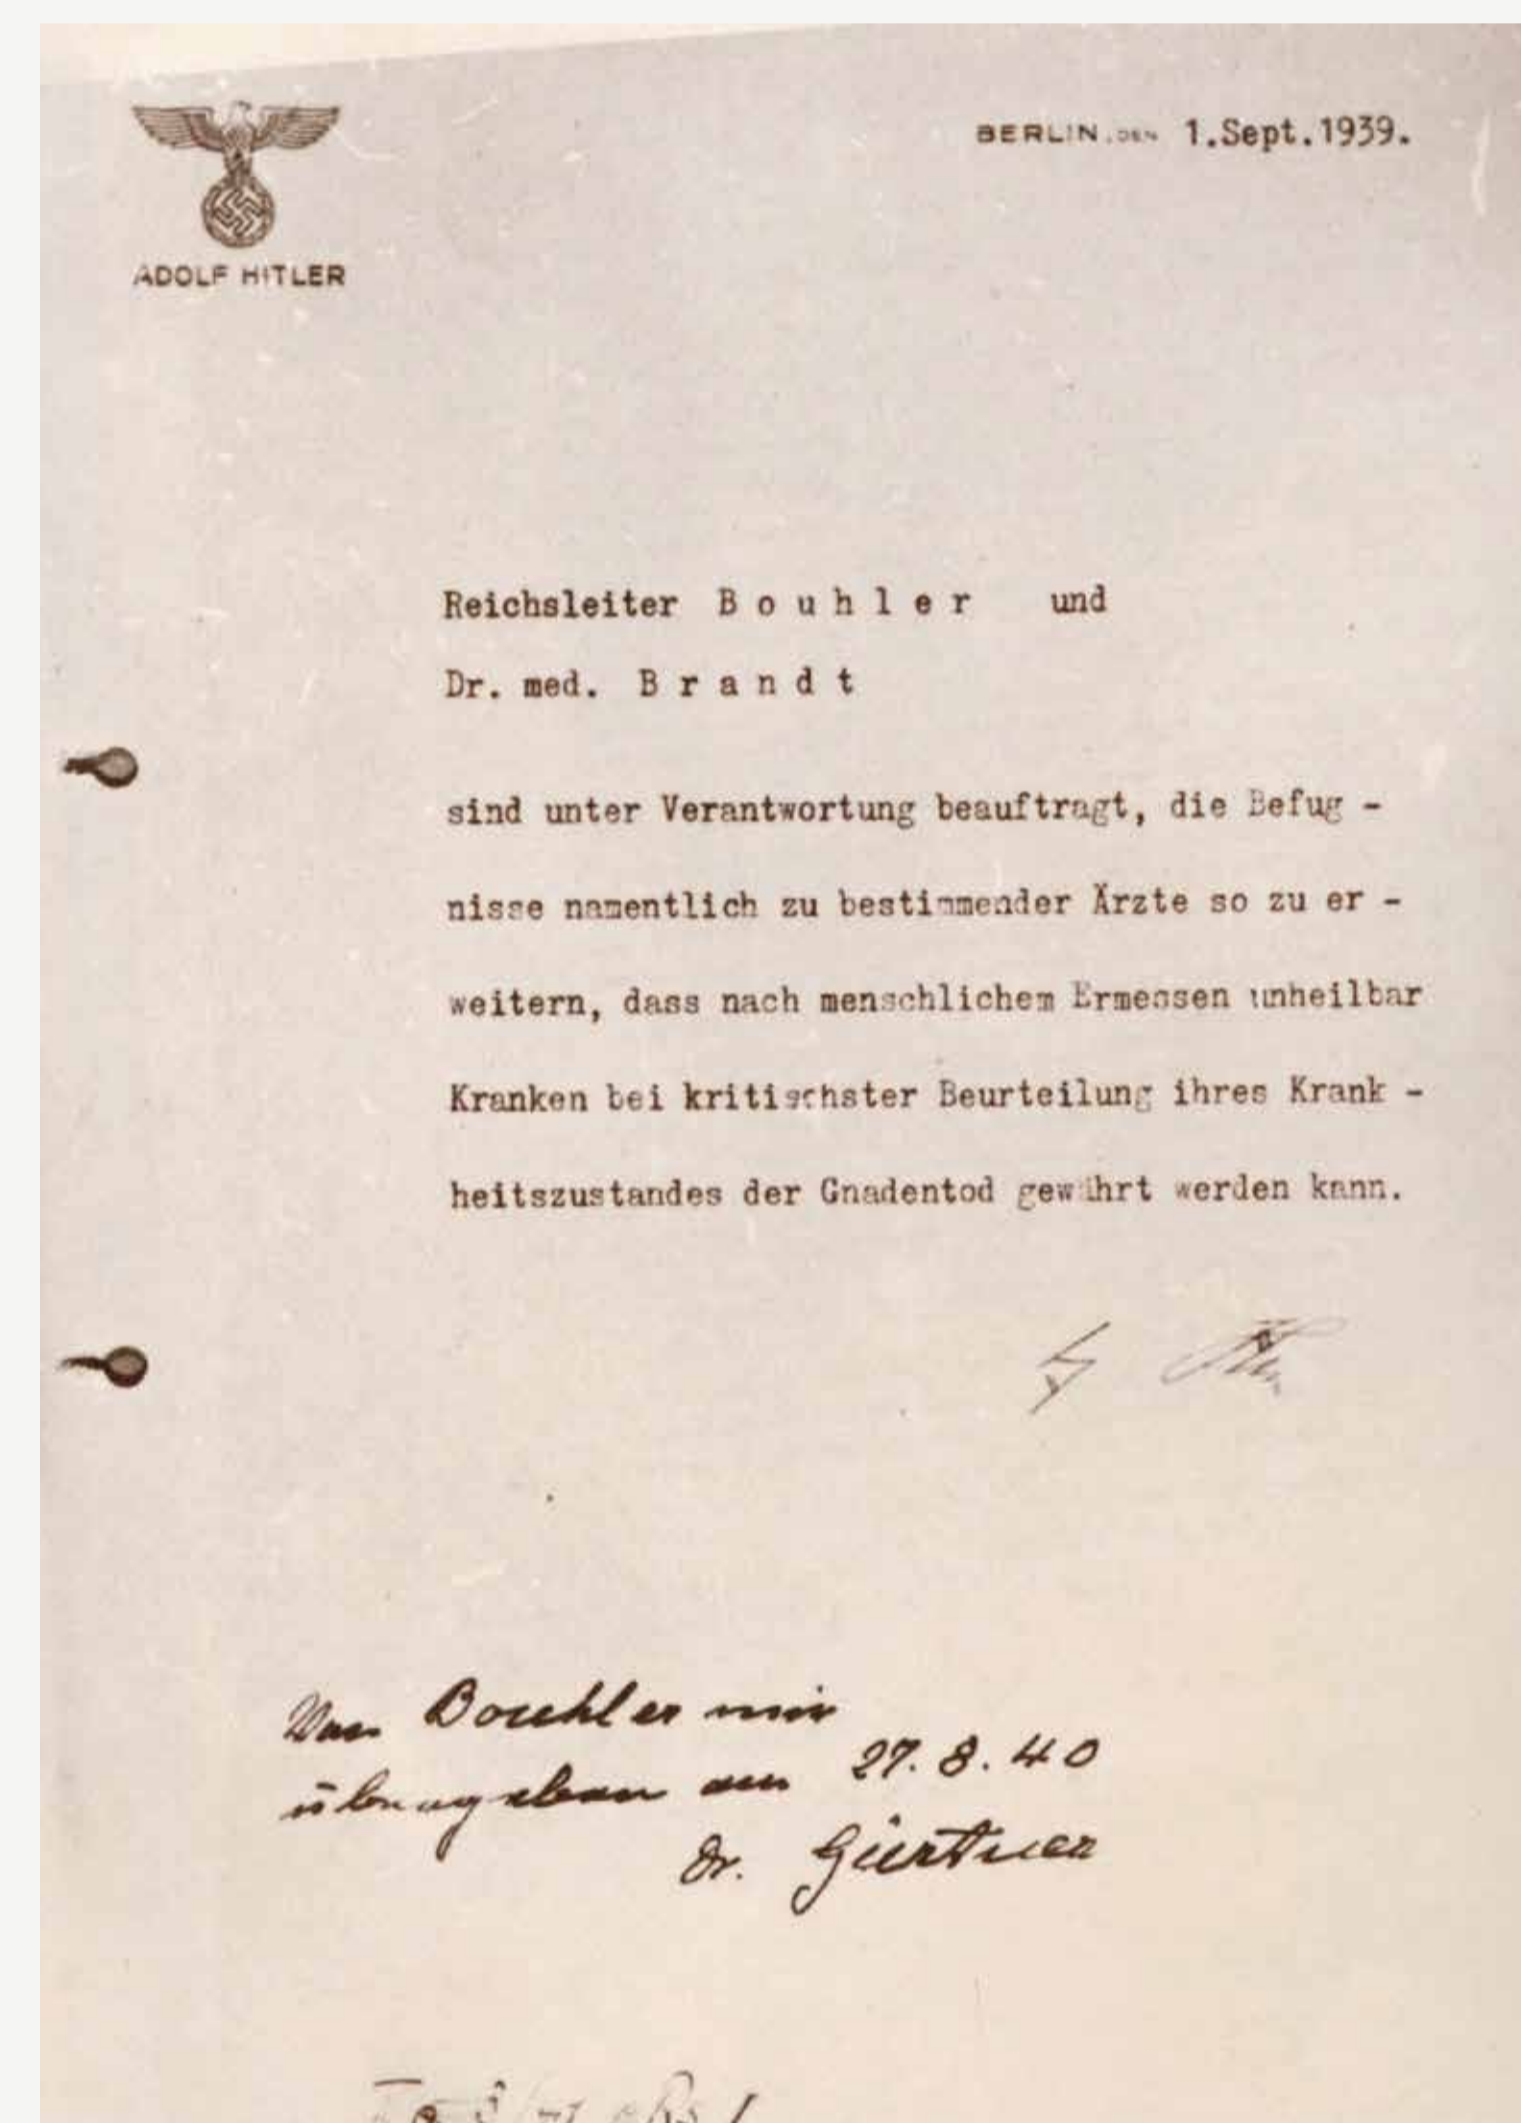 BERLIN, DEN 1.Sept.1939.
ADOLF HITLER
Reichsleiter B o u h l e r und
Dr. med. B r a n d t
sind unter Verantwortung beauftragt, die Befug -
nisse namentlich zu bestimmender Ärzte so zu er -
weitern, dass nach menschlichem Ermessen unheilbar
Kranken bei kritischster Beurteilung ihres Krank -
heitszustandes der Gnadentod gewährt werden kann.
Von Bouhler mir
übergeben am 27.8.40
Dr. Gürtner